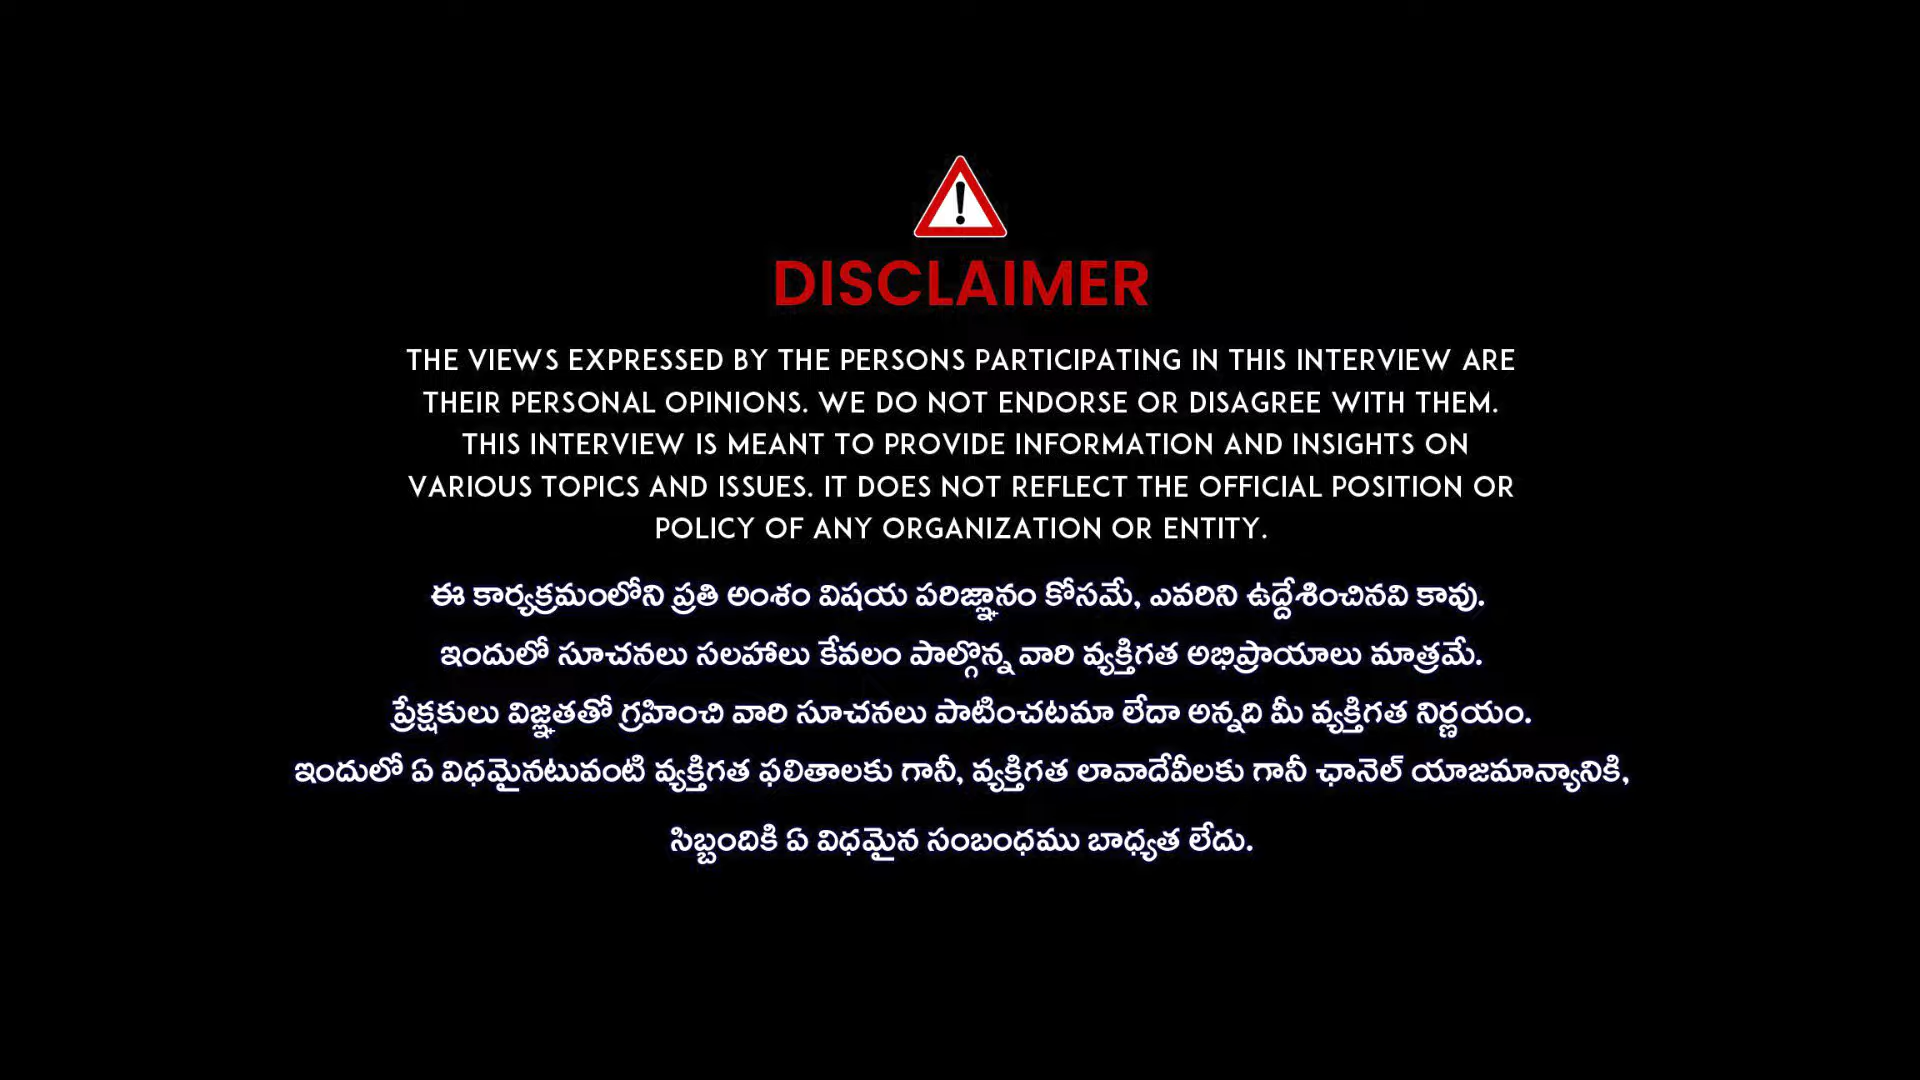 DISCLAIMER
THE VIEWS EXPRESSED BY THE PERSONS PARTICIPATING IN THIS INTERVIEW ARE
THEIR PERSONAL OPINIONS. WE DO NOT ENDORSE OR DISAGREE WITH THEM.
THIS INTERVIEW IS MEANT TO PROVIDE INFORMATION AND INSIGHTS ON
VARIOUS TOPICS AND ISSUES. IT DOES NOT REFLECT THE OFFICIAL POSITION OR
POLICY OF ANY ORGANIZATION OR ENTITY.
ఈ కార్యక్రమంలోని ప్రతి అంశం విషయ పరిజ్ఞానం కోసమే, ఎవరిని ఉద్దేశించినవి కావు.
ఇందులో సూచనలు సలహాలు కేవలం పాల్గొన్న వారి వ్యక్తిగత అభిప్రాయాలు మాత్రమే.
ప్రేక్షకులు విజ్ఞతతో గ్రహించి వారి సూచనలు పాటించటమా లేదా అన్నది మీ వ్యక్తిగత నిర్ణయం.
ఇందులో ఏ విధమైనటువంటి వ్యక్తిగత ఫలితాలకు గానీ, వ్యక్తిగత లావాదేవీలకు గానీ ఛానెల్ యాజమాన్యానికి,
సిబ్బందికి ఏ విధమైన సంబంధము బాధ్యత లేదు.